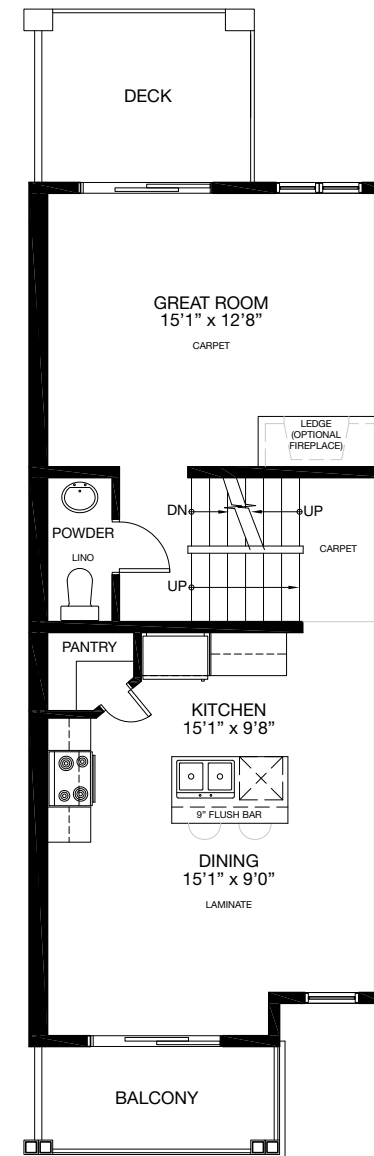 DECK
GREAT ROOM
15'1" x 12'8"
CARPET
LEDGE
(OPTIONAL
FIREPLACE)
DN
UP
POWDER
LINO
CARPET
UP
PANTRY
KITCHEN
15'1" x 9'8"
9" FLUSH BAR
DINING
15'1" x 9'0"
LAMINATE
BALCONY